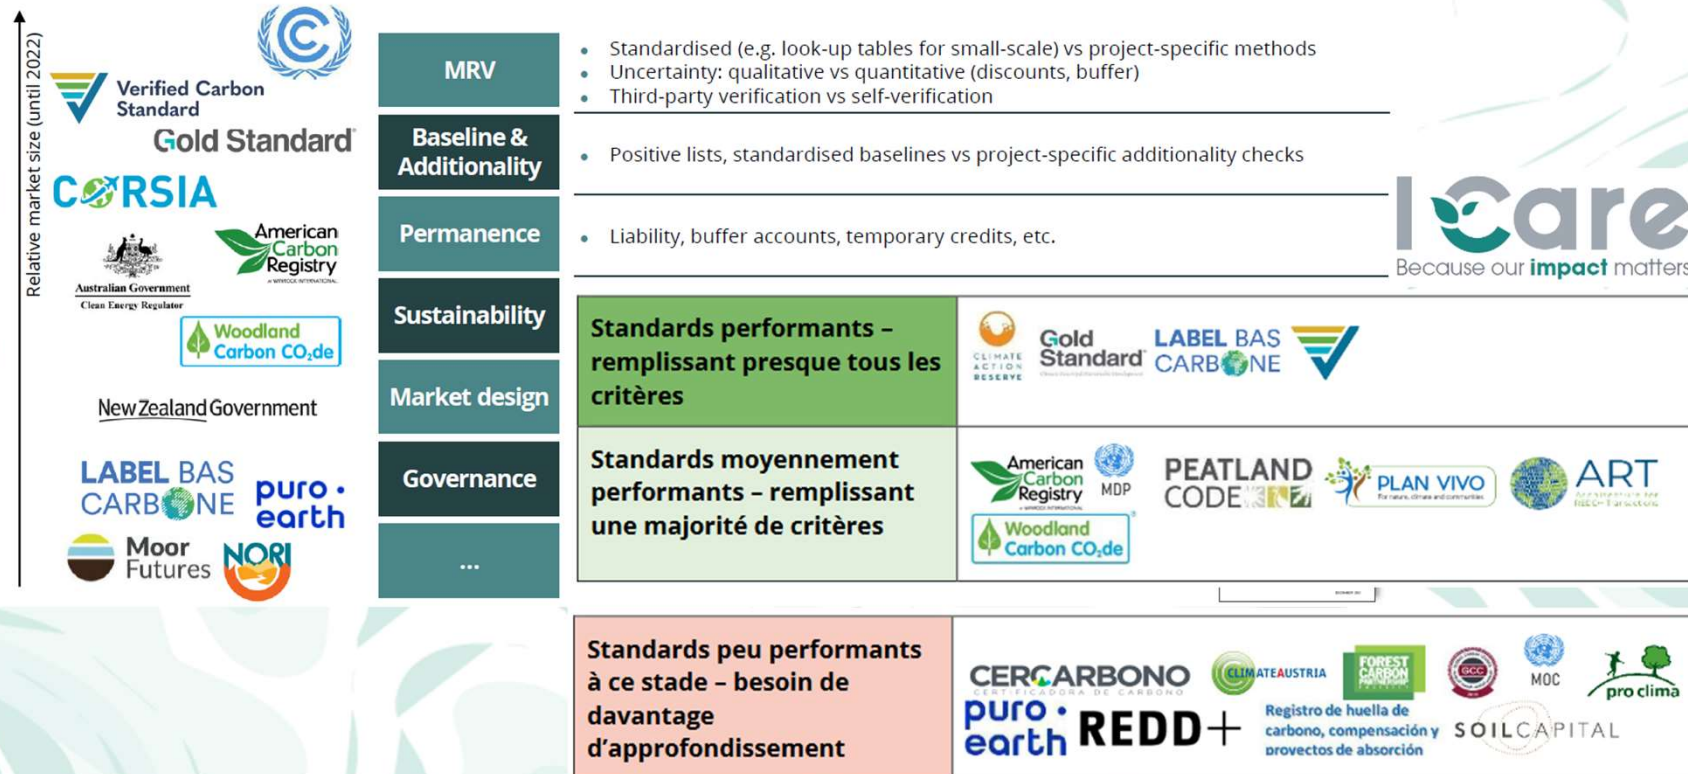 Relative market size (until 2022)
Verified Carbon
Standard
Gold Standard
CORSIA
American
Carbon
Registry
Australian Government
Clean Energy Regulator
Woodland
Carbon CO₂de
New Zealand Government
LABEL BAS
CARBONE
puro·
earth
Moor
Futures
NORI
MRV
Baseline &
Additionality
Permanence
Sustainability
Market design
Governance
...
• Standardised (e.g. look-up tables for small-scale) vs project-specific methods
• Uncertainty: qualitative vs quantitative (discounts, buffer)
• Third-party verification vs self-verification
• Positive lists, standardised baselines vs project-specific additionality checks
• Liability, buffer accounts, temporary credits, etc.
I Care
Because our impact matters
Standards performants –
remplissant presque tous les
critères
CLIMATE
ACTION
RESERVE
Gold
Standard
LABEL BAS
CARBONE
Standards moyennement
performants – remplissant
une majorité de critères
American
Carbon
Registry
MDP
PEATLAND
CODE
PLAN VIVO
For nature, climate and communities
ART
Woodland
Carbon CO₂de
Standards peu performants
à ce stade – besoin de
davantage
d'approfondissement
CERCARBONO
CERTIFICADORA DE CARBONO
CLIMATEAUSTRIA
FOREST
CARBON
PARTNERSHIP
GCC
MOC
pro clima
puro·
earth
REDD+
Registro de huella de
carbono, compensación y
proyectos de absorción
SOILCAPITAL